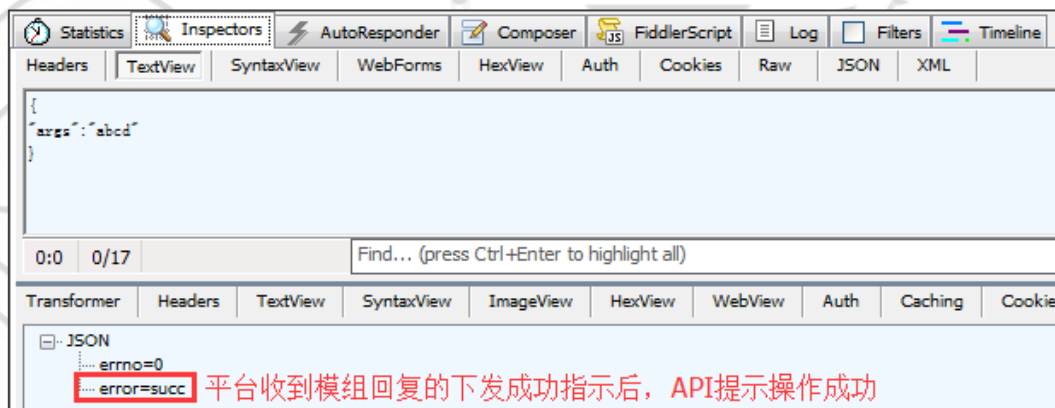 Statistics Inspectors AutoResponder Composer FiddlerScript Log Filters Timeline
Headers TextView SyntaxView WebForms HexView Auth Cookies Raw JSON XML
{
"args":"abcd"
}
0:0 0/17 Find... (press Ctrl+Enter to highlight all)
Transformer Headers TextView SyntaxView ImageView HexView WebView Auth Caching Cookie
JSON
errno=0
error=succ 平台收到模组回复的下发成功指示后，API提示操作成功